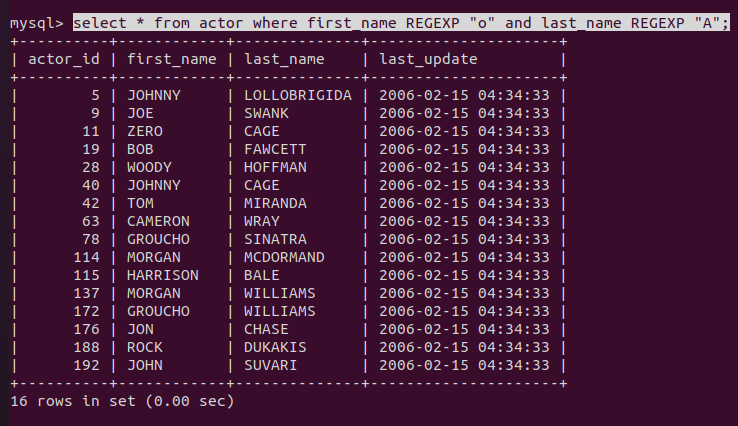 mysql> select * from actor where first_name REGEXP "o" and last_name REGEXP "A";
+----------+------------+--------------+---------------------+
| actor_id | first_name | last_name    | last_update         |
+----------+------------+--------------+---------------------+
|        5 | JOHNNY     | LOLLOBRIGIDA | 2006-02-15 04:34:33 |
|        9 | JOE        | SWANK        | 2006-02-15 04:34:33 |
|       11 | ZERO       | CAGE         | 2006-02-15 04:34:33 |
|       19 | BOB        | FAWCETT      | 2006-02-15 04:34:33 |
|       28 | WOODY      | HOFFMAN      | 2006-02-15 04:34:33 |
|       40 | JOHNNY     | CAGE         | 2006-02-15 04:34:33 |
|       42 | TOM        | MIRANDA      | 2006-02-15 04:34:33 |
|       63 | CAMERON    | WRAY         | 2006-02-15 04:34:33 |
|       78 | GROUCHO    | SINATRA      | 2006-02-15 04:34:33 |
|      114 | MORGAN     | MCDORMAND    | 2006-02-15 04:34:33 |
|      115 | HARRISON   | BALE         | 2006-02-15 04:34:33 |
|      137 | MORGAN     | WILLIAMS     | 2006-02-15 04:34:33 |
|      172 | GROUCHO    | WILLIAMS     | 2006-02-15 04:34:33 |
|      176 | JON        | CHASE        | 2006-02-15 04:34:33 |
|      188 | ROCK       | DUKAKIS      | 2006-02-15 04:34:33 |
|      192 | JOHN       | SUVARI       | 2006-02-15 04:34:33 |
+----------+------------+--------------+---------------------+
16 rows in set (0.00 sec)